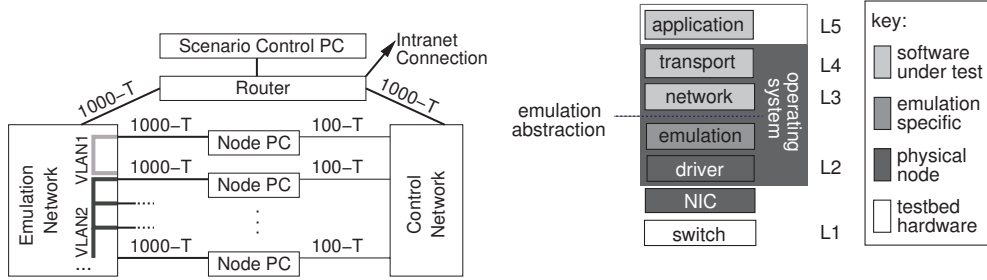 Scenario Control PC
Intranet
Connection
Router
1000-T
1000-T
Emulation
Network
VLAN1
VLAN2
...
1000-T
Node PC
100-T
1000-T
Node PC
100-T
1000-T
Node PC
100-T
Control
Network
emulation
abstraction
application
transport
network
emulation
driver
NIC
switch
operating
system
L5
L4
L3
L2
L1
key:
software
under test
emulation
specific
physical
node
testbed
hardware